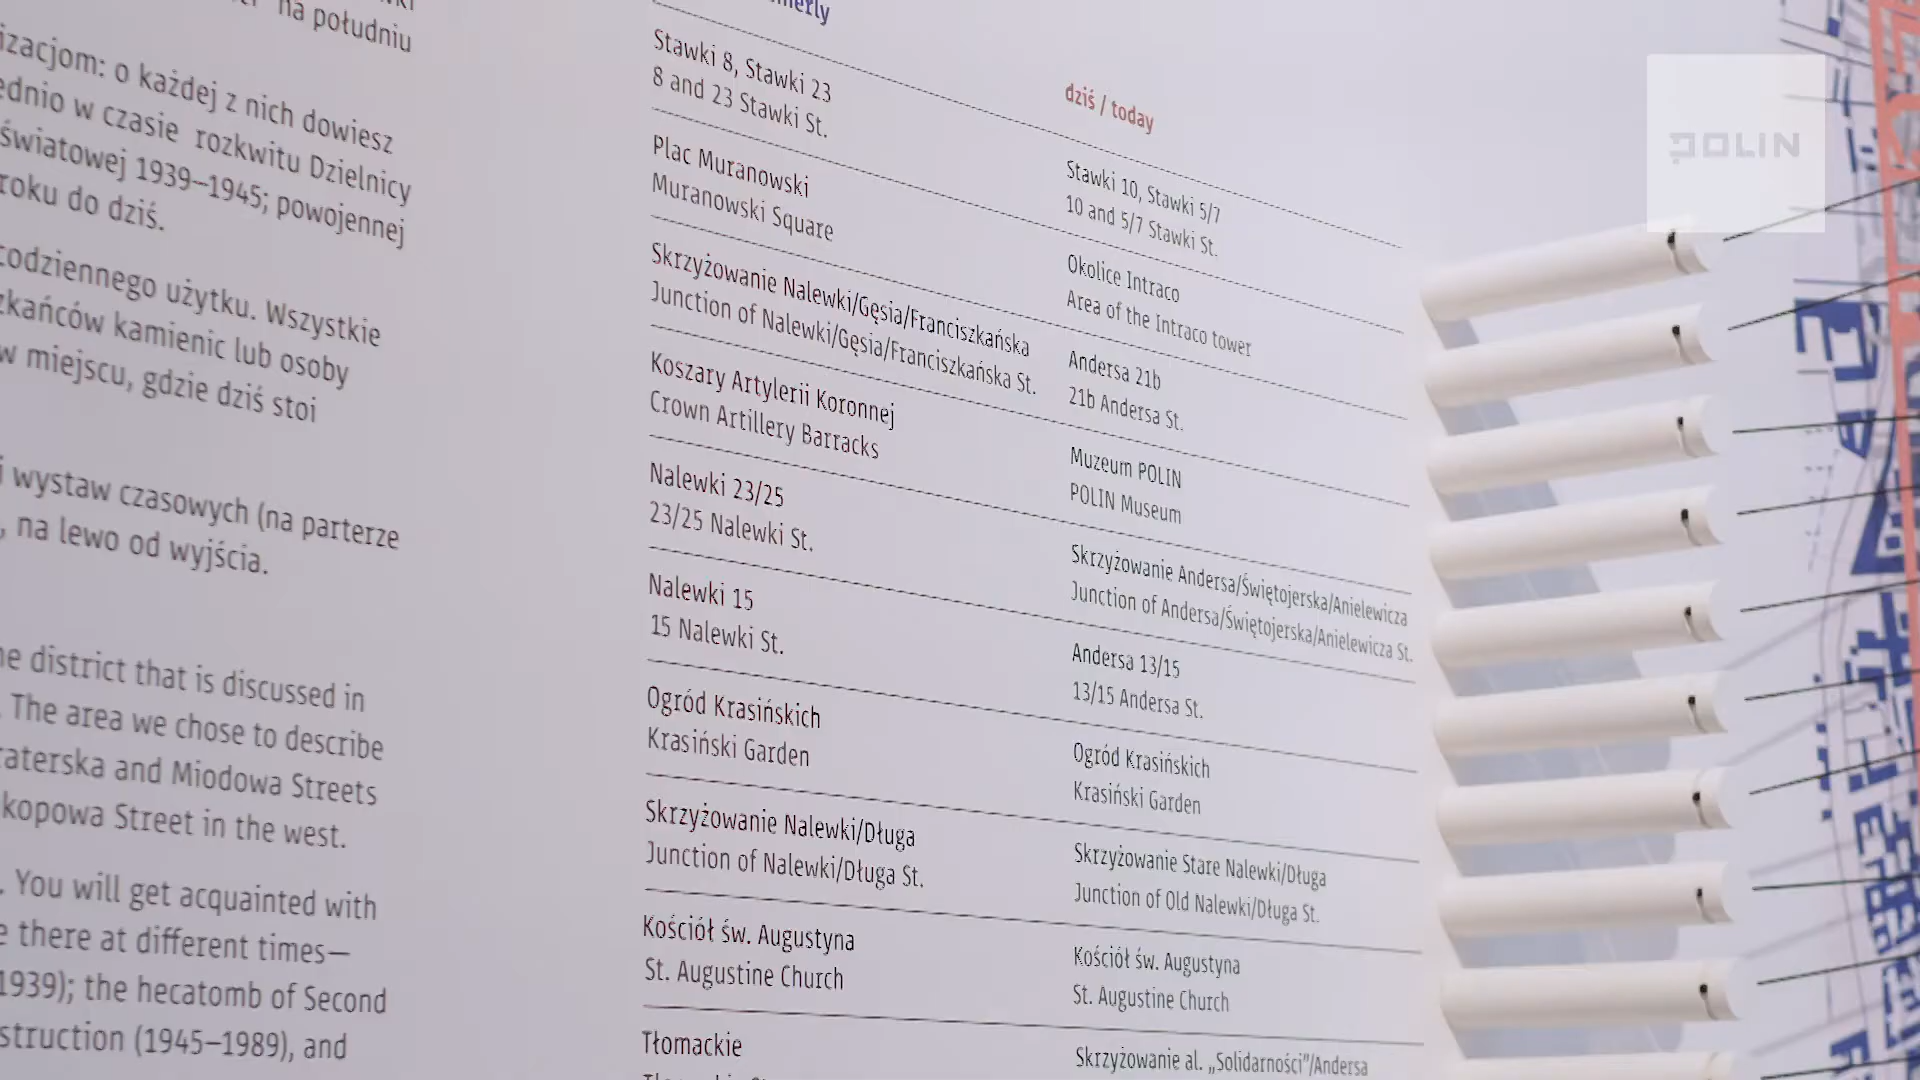 na południu
izacjom: o każdej z nich dowiesz
w czasie rozkwitu Dzielnicy
światowej 1939–1945; powojennej
roku do dziś.
codziennego użytku. Wszystkie
kamienic lub osoby
w miejscu, gdzie dziś stoi
i wystaw czasowych (na parterze
, na lewo od wyjścia.
district that is discussed in
. The area we chose to describe
and Miodowa Streets
kopowa Street in the west.
. You will get acquainted with
there at different times—
1939); the hecatomb of Second
struction (1945–1989), and
Stawki 8, Stawki 23
8 and 23 Stawki St.
Plac Muranowski
Muranowski Square
Skrzyżowanie Nalewki/Gęsia/Franciszkańska
Junction of Nalewki/Gęsia/Franciszkańska St.
Koszary Artylerii Koronnej
Crown Artillery Barracks
Nalewki 23/25
23/25 Nalewki St.
Nalewki 15
15 Nalewki St.
Ogród Krasińskich
Krasiński Garden
Skrzyżowanie Nalewki/Długa
Junction of Nalewki/Długa St.
Kościół św. Augustyna
St. Augustine Church
Tłomackie
dziś / today
Stawki 10, Stawki 5/7
10 and 5/7 Stawki St.
Okolice Intraco
Area of the Intraco tower
Andersa 21b
21b Andersa St.
Muzeum POLIN
POLIN Museum
Skrzyżowanie Andersa/Świętojerska/Anielewicza
Junction of Andersa/Świętojerska/Anielewicza St.
Andersa 13/15
13/15 Andersa St.
Ogród Krasińskich
Krasiński Garden
Skrzyżowanie Stare Nalewki/Długa
Junction of Old Nalewki/Długa St.
Kościół św. Augustyna
St. Augustine Church
Skrzyżowanie al. „Solidarności”/Andersa
POLIN